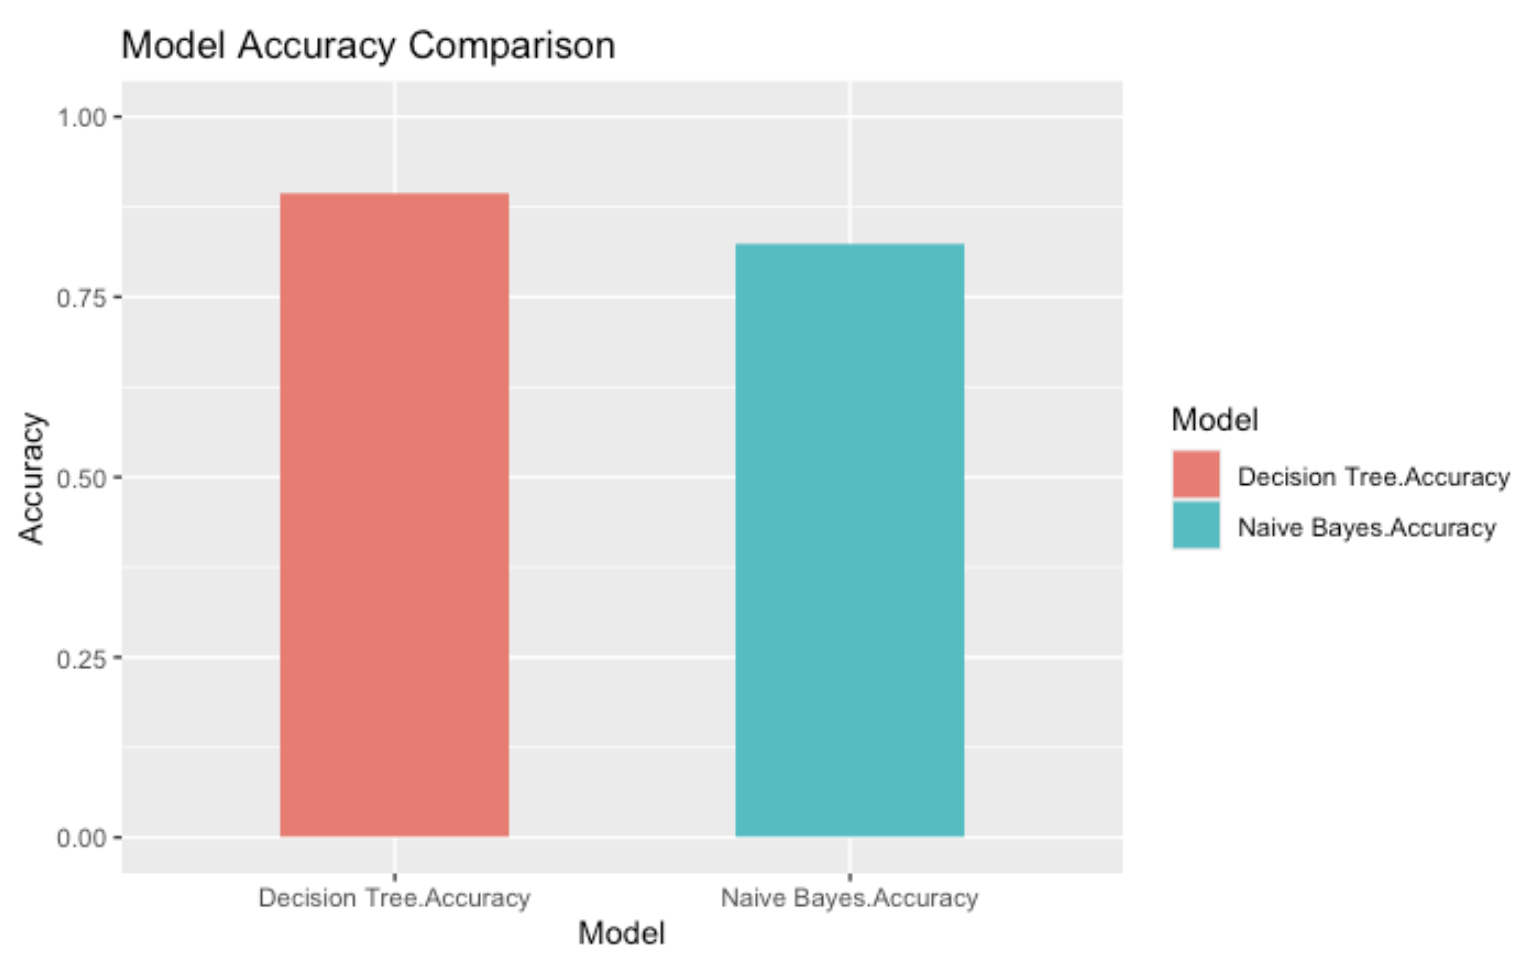 Model Accuracy Comparison
1.00
0.75
0.50
0.25
0.00
Accuracy
Decision Tree.Accuracy
Naive Bayes.Accuracy
Model
Model
Decision Tree.Accuracy
Naive Bayes.Accuracy